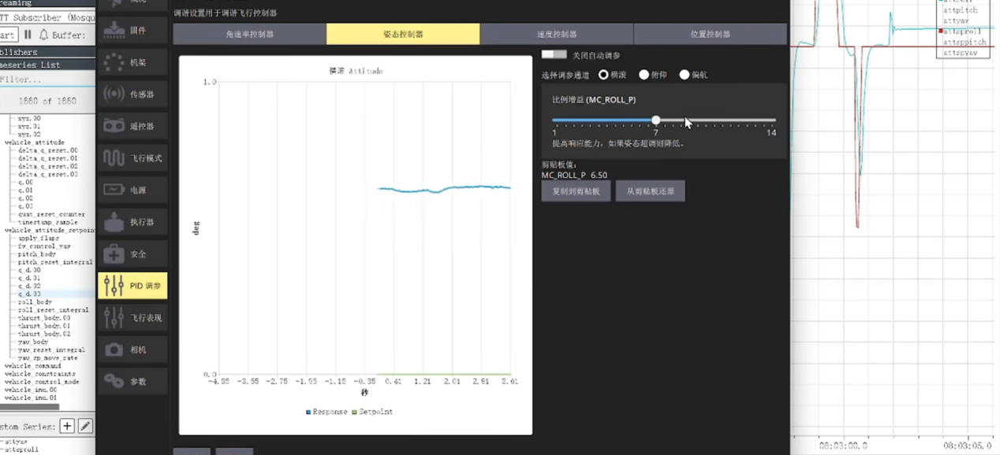 reaming
TT Subscriber (Mosqu
art
Buffer:
blishers
meseries List
Filter...
1880 of 1880
xyz.00
xyz.01
xyz.02
vehicle_attitude
delta_q_reset.00
delta_q_reset.01
delta_q_reset.02
delta_q_reset.03
q.00
q.01
q.02
q.03
quat_reset_counter
timestamp_sample
vehicle_attitude_setpoin
apply_flaps
fw_control_yaw
pitch_body
pitch_reset_integral
q_d.00
q_d.01
q_d.02
q_d.03
roll_body
roll_reset_integral
thrust_body.00
thrust_body.01
thrust_body.02
yaw_body
yaw_reset_integral
yaw_sp_move_rate
vehicle_command
vehicle_constraints
vehicle_control_mode
vehicle_imu.00
vehicle_imu.01
stom Series:
attyaw
attsproll
固件
机架
传感器
遥控器
飞行模式
电源
执行器
安全
PID 调参
飞行表现
相机
参数
调谐设置用于调谐飞行控制器
角速率控制器
姿态控制器
速度控制器
位置控制器
横滚 Attitude
1.0
deg
0.0
-4.55 -3.55 -2.75 -1.95 -1.15 -0.35 0.41 1.21 2.01 2.81 3.61
秒
Response Setpoint
关闭自动调参
选择调参通道 横滚 俯仰 偏航
比例增益 (MC_ROLL_P)
1 7 14
提高响应能力，如果姿态超调则降低。
剪贴板值：
MC_ROLL_P 6.50
复制到剪贴板
从剪贴板还原
attpitch
attyaw
attsproll
attsppitch
attspyaw
08:03:00.0
08:03:05.0